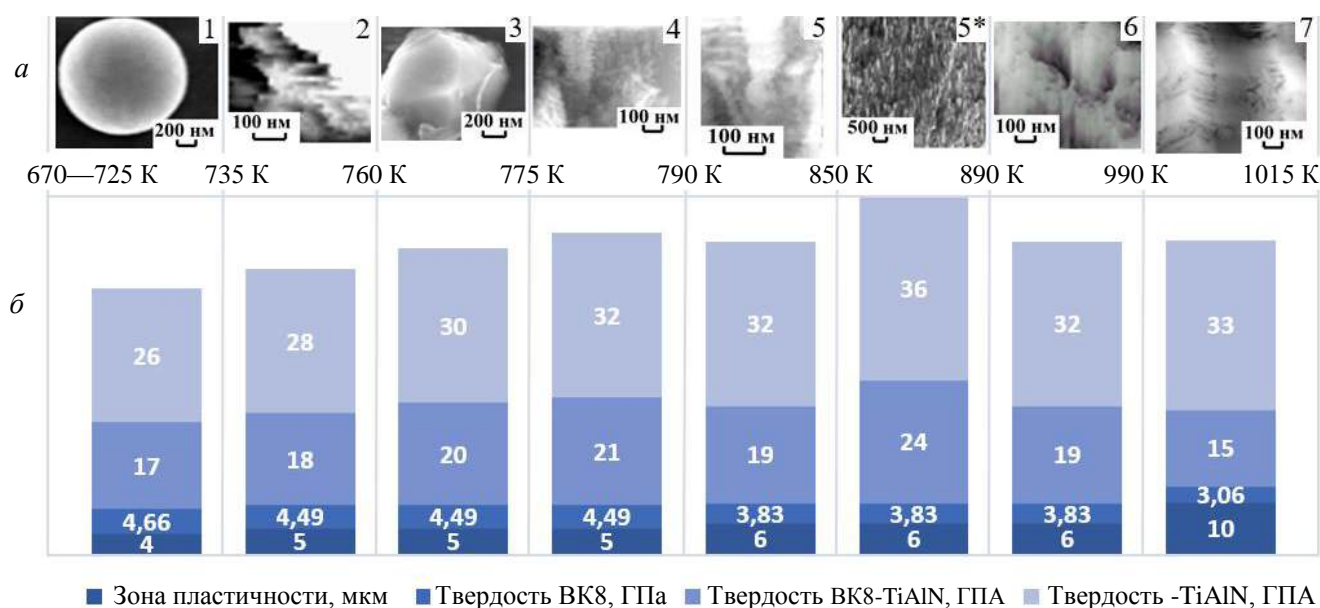 а
1 2 3 4 5 5* 6 7
200 нм 100 нм 200 нм 100 нм 100 нм 500 нм 100 нм 100 нм
670—725 К 735 К 760 К 775 К 790 К 850 К 890 К 990 К 1015 К
б
26 28 30 32 32 36 32 33
17 18 20 21 19 24 19 15
4,66 4,49 4,49 4,49 3,83 3,83 3,83 3,06
4 5 5 5 6 6 6 10
Зона пластичности, мкм Твердость ВК8, ГПа Твердость ВК8-TiAlN, ГПА Твердость -TiAlN, ГПА